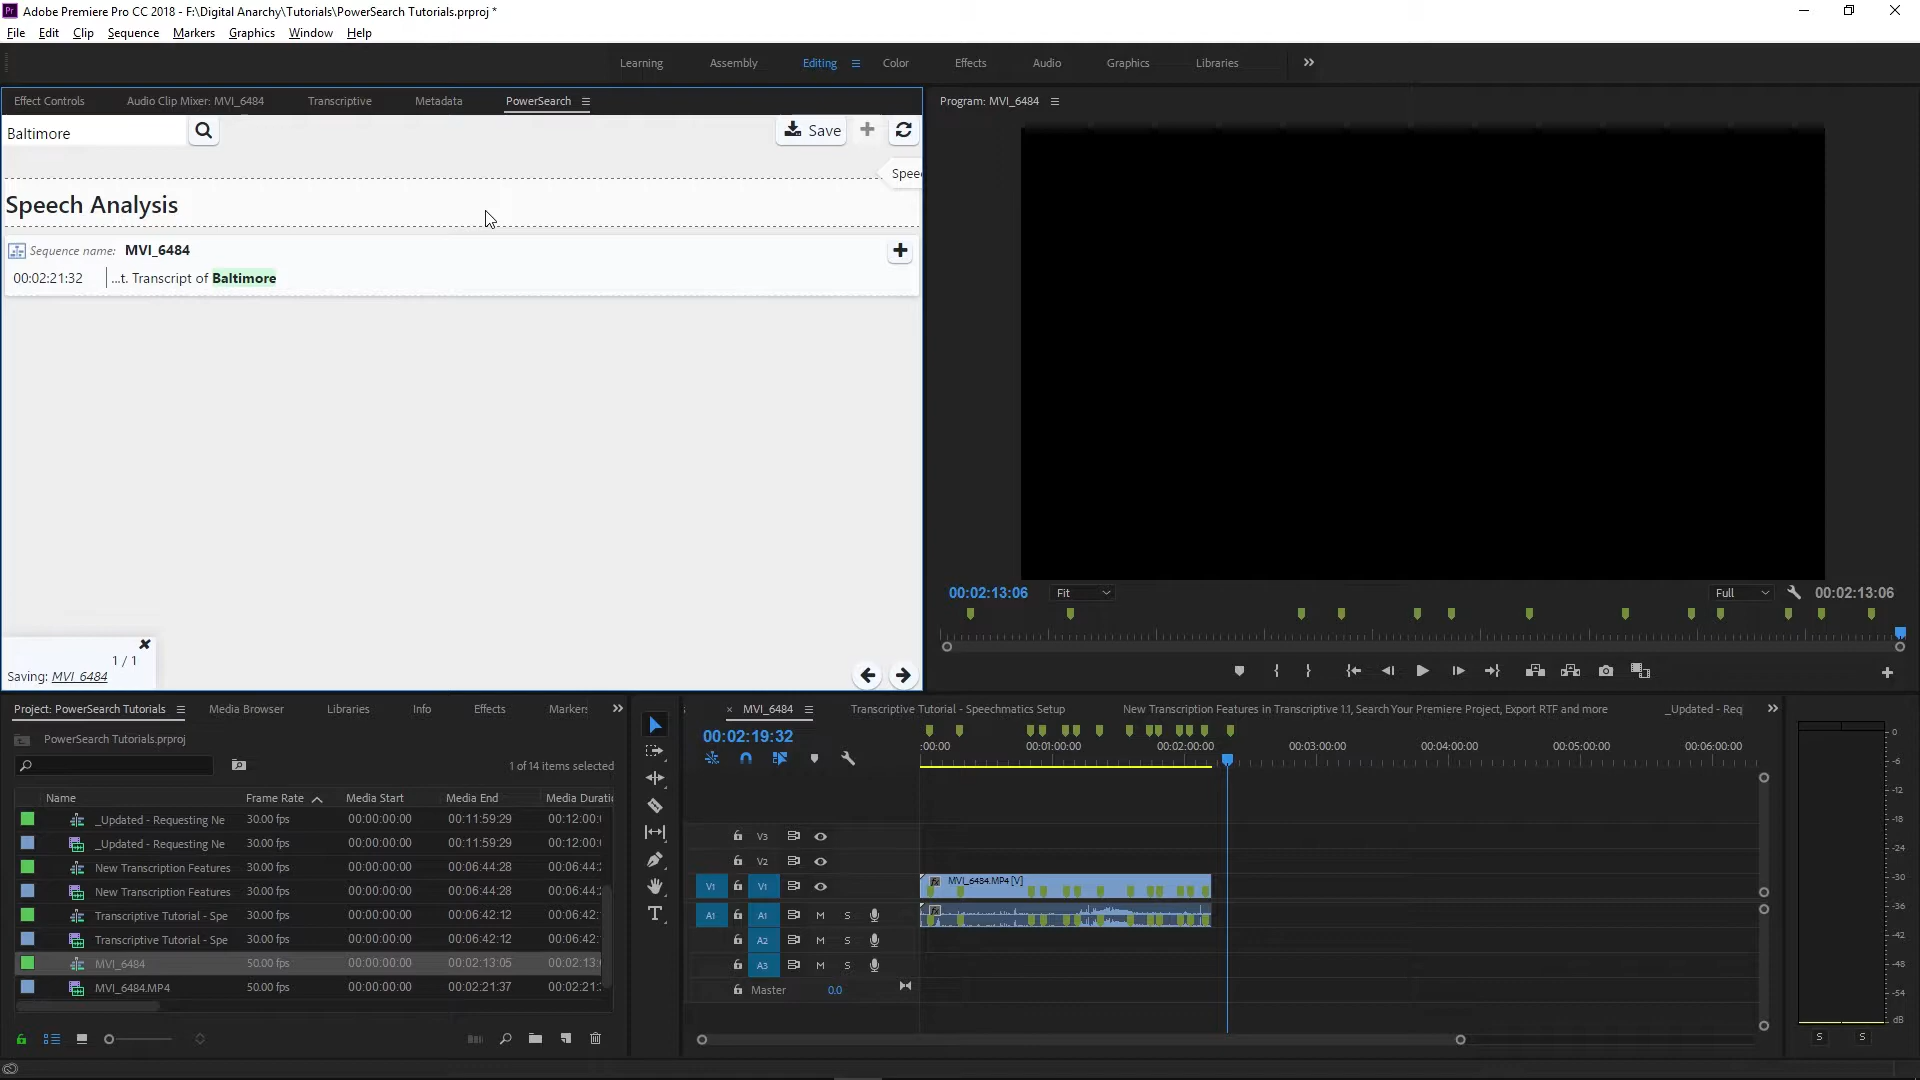 Adobe Premiere Pro CC 2018 - F:\Digital Anarchy\Tutorials\PowerSearch Tutorials.prproj *
File Edit Clip Sequence Markers Graphics Window Help
Learning Assembly Editing Color Effects Audio Graphics Libraries
Effect Controls Audio Clip Mixer: MVI_6484 Transcriptive Metadata PowerSearch
Program: MVI_6484
Baltimore
Save
Speec
Speech Analysis
Sequence name: MVI_6484
00:02:21:32 ...t. Transcript of Baltimore
1 / 1
Saving: MVI_6484
00:02:13:06 Fit Full 00:02:13:06
Project: PowerSearch Tutorials Media Browser Libraries Info Effects Markers
PowerSearch Tutorials.prproj
1 of 14 items selected
Name Frame Rate Media Start Media End Media Durati
_Updated - Requesting Ne 30.00 fps 00:00:00:00 00:11:59:29 00:12:00:
_Updated - Requesting Ne 30.00 fps 00:00:00:00 00:11:59:29 00:12:00:
New Transcription Features 30.00 fps 00:00:00:00 00:06:44:28 00:06:44:
New Transcription Features 30.00 fps 00:00:00:00 00:06:44:28 00:06:44:
Transcriptive Tutorial - Spe 30.00 fps 00:00:00:00 00:06:42:12 00:06:42:
Transcriptive Tutorial - Spe 30.00 fps 00:00:00:00 00:06:42:12 00:06:42:
MVI_6484 50.00 fps 00:00:00:00 00:02:13:05 00:02:13:
MVI_6484.MP4 50.00 fps 00:00:00:00 00:02:21:37 00:02:21:
× MVI_6484 Transcriptive Tutorial - Speechmatics Setup New Transcription Features in Transcriptive 1.1, Search Your Premiere Project, Export RTF and more _Updated - Req
00:02:19:32
:00:00 00:01:00:00 00:02:00:00 00:03:00:00 00:04:00:00 00:05:00:00 00:06:00:00
V3
V2
V1 V1 MVI_6484.MP4 [V]
A1 A1 M S
A2 M S
A3 M S
Master 0.0
0
-6
-12
-18
-24
-30
-36
-42
-48
-54
dB
S S